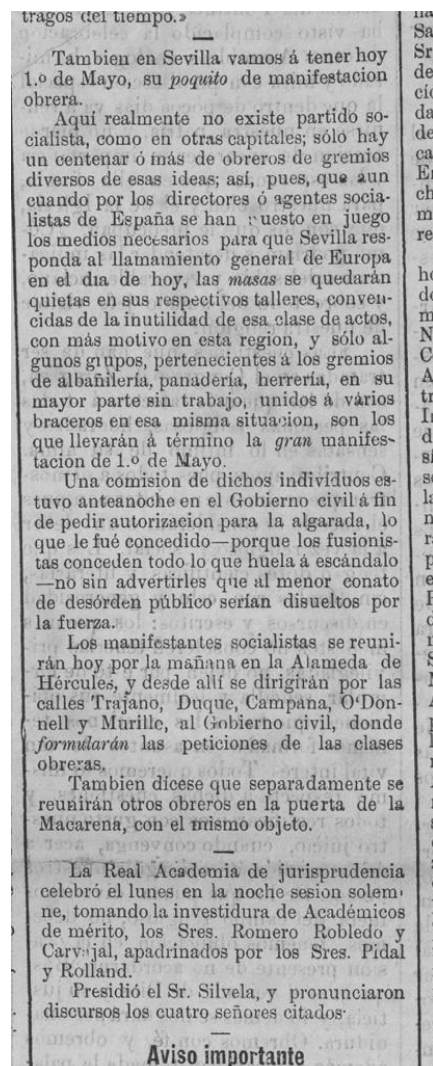 tragos del tiempo.»
Tambien en Sevilla vamos á tener hoy
1.º de Mayo, su poquito de manifestacion
obrera.
Aquí realmente no existe partido so-
cialista, como en otras capitales; sólo hay
un centenar ó más de obreros de gremios
diversos de esas ideas; así, pues, que aun
cuando por los directores ó agentes socia-
listas de España se han puesto en juego
los medios necesarios para que Sevilla res-
ponda al llamamiento general de Europa
en el dia de hoy, las masas se quedarán
quietas en sus respectivos talleres, conven-
cidas de la inutilidad de esa clase de actos,
con más motivo en esta region, y sólo al-
gunos grupos, pertenecientes á los gremios
de albañilería, panadería, herrería, en su
mayor parte sin trabajo, unidos á vários
braceros en esa misma situacion, son los
que llevarán á término la gran manifes-
tacion de 1.º de Mayo.
Una comision de dichos indivíduos es-
tuvo anteanoche en el Gobierno civil á fin
de pedir autorizacion para la algarada, lo
que le fué concedido—porque los fusionis-
tas conceden todo lo que huela á escándalo
—no sin advertirles que al menor conato
de desórden público serían disueltos por
la fuerza.
Los manifestantes socialistas se reuni-
rán hoy por la mañana en la Alameda de
Hércules, y desde allí se dirigirán por las
calles Trajano, Duque, Campana, O'Don-
nell y Murillo, al Gobierno civil, donde
formularán las peticiones de las clases
obreras.
Tambien dícese que separadamente se
reunirán otros obreros en la puerta de la
Macarena, con el mismo objeto.
La Real Academia de jurisprudencia
celebró el lunes en la noche sesion solem-
ne, tomando la investidura de Académicos
de mérito, los Sres. Romero Robledo y
Carvajal, apadrinados por los Sres. Pidal
y Rolland.
Presidió el Sr. Silvela, y pronunciaron
discursos los cuatro señores citados.
Aviso importante